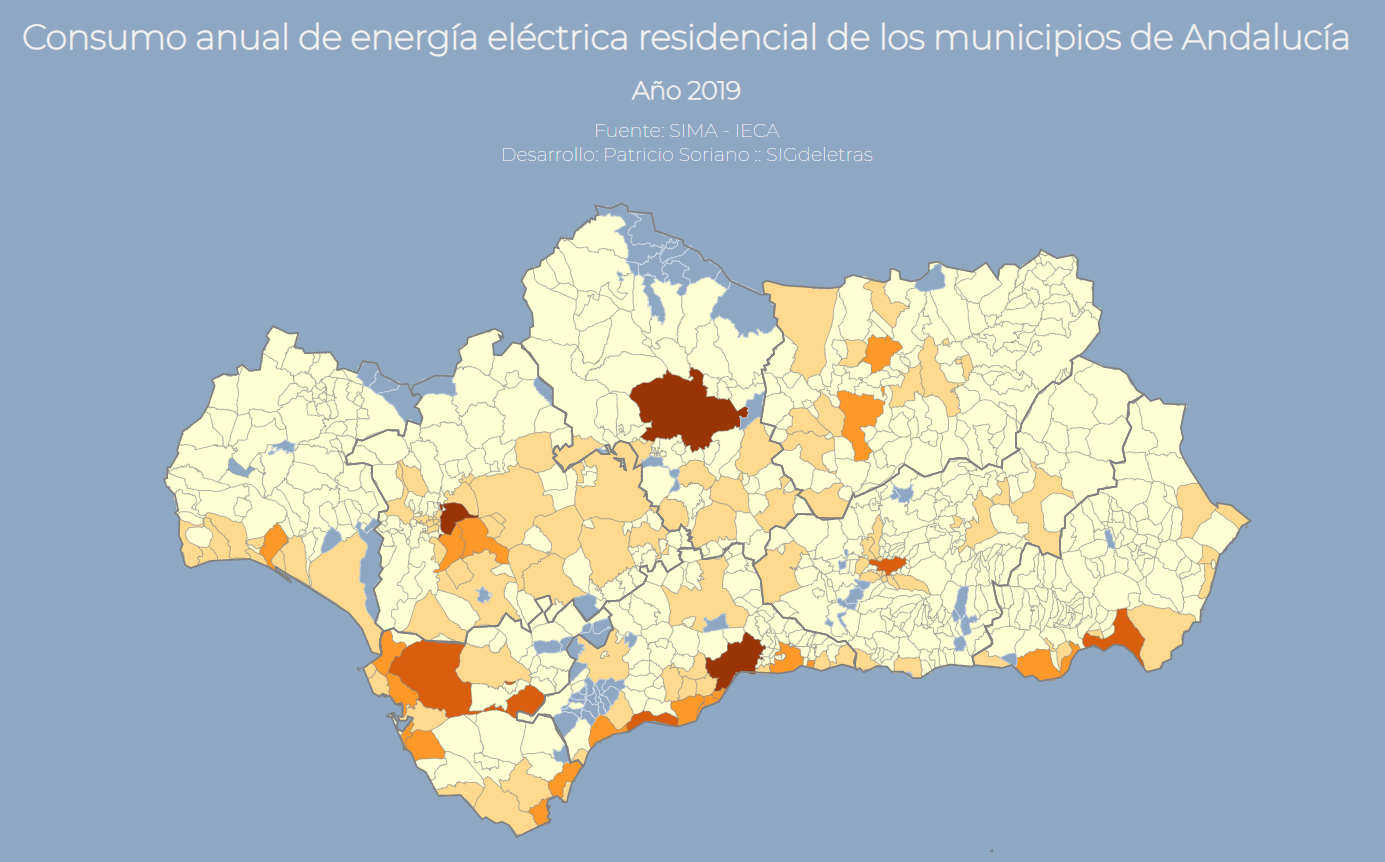 Consumo anual de energía eléctrica residencial de los municipios de Andalucía
Año 2019
Fuente: SIMA - IECA
Desarrollo: Patricio Soriano :: SIGdeletras